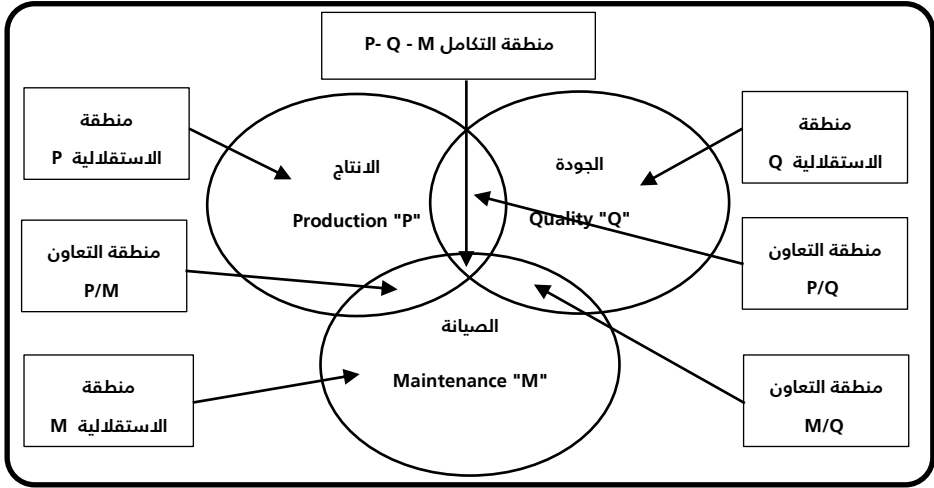 منطقة التكامل P- Q - M
منطقة
الاستقلالية P
منطقة
الاستقلالية Q
الانتاج
Production "P"
الجودة
Quality "Q"
منطقة التعاون
P/M
منطقة التعاون
P/Q
الصيانة
Maintenance "M"
منطقة
الاستقلالية M
منطقة التعاون
M/Q